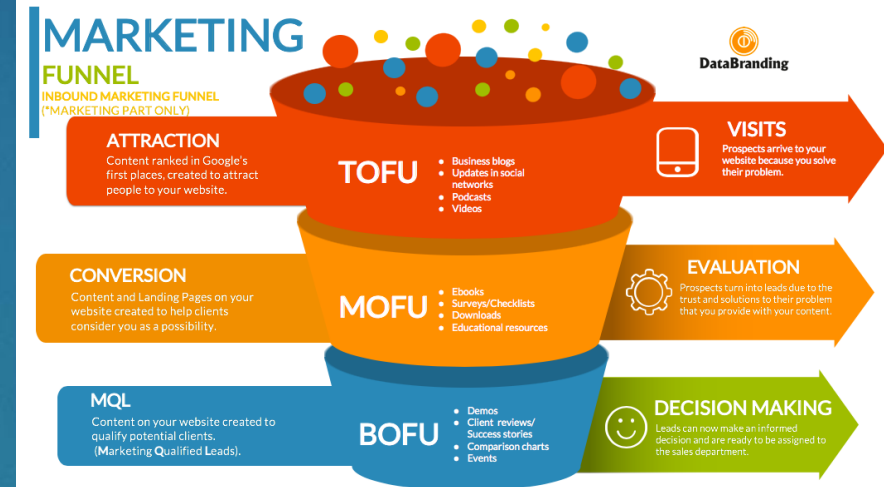 MARKETING
FUNNEL
INBOUND MARKETING FUNNEL
(*MARKETING PART ONLY)
DataBranding
ATTRACTION
Content ranked in Google's
first places, created to attract
people to your website.
TOFU
• Business blogs
• Updates in social
networks
• Podcasts
• Videos
VISITS
Prospects arrive to your
website because you solve
their problem.
CONVERSION
Content and Landing Pages on your
website created to help clients
consider you as a possibility.
MOFU
• Ebooks
• Surveys/Checklists
• Downloads
• Educational resources
EVALUATION
Prospects turn into leads due to the
trust and solutions to their problem
that you provide with your content.
MQL
Content on your website created to
qualify potential clients.
(Marketing Qualified Leads).
BOFU
• Demos
• Client reviews/
Success stories
• Comparison charts
• Events
DECISION MAKING
Leads can now make an informed
decision and are ready to be assigned to
the sales department.